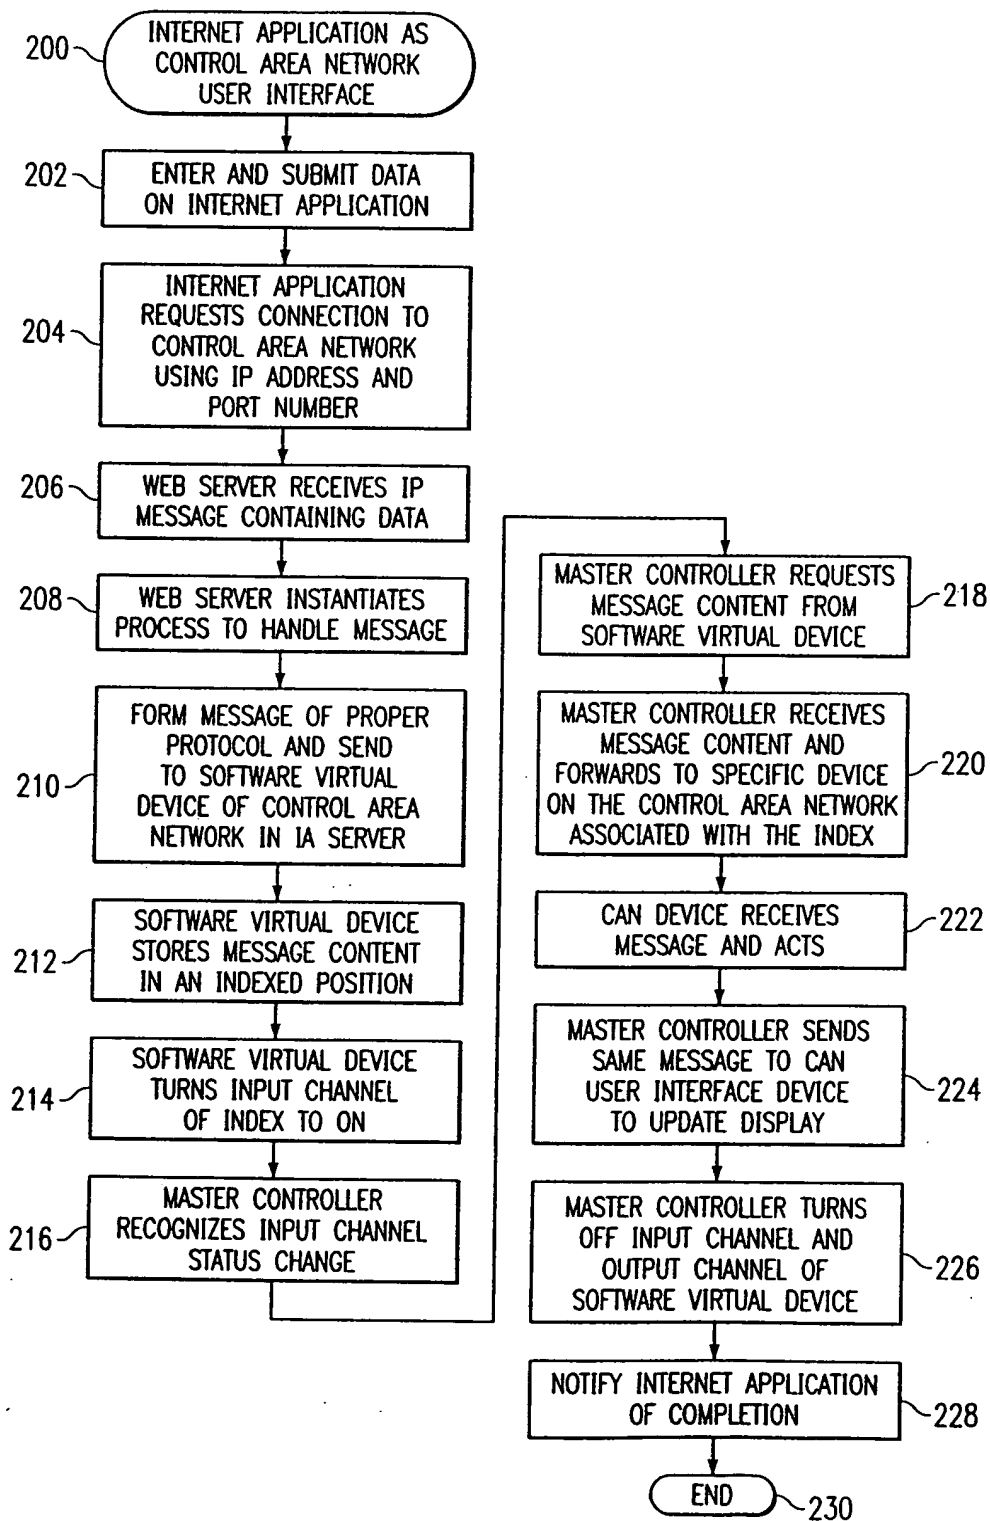 200
INTERNET APPLICATION AS
CONTROL AREA NETWORK
USER INTERFACE
202
ENTER AND SUBMIT DATA
ON INTERNET APPLICATION
204
INTERNET APPLICATION
REQUESTS CONNECTION TO
CONTROL AREA NETWORK
USING IP ADDRESS AND
PORT NUMBER
206
WEB SERVER RECEIVES IP
MESSAGE CONTAINING DATA
208
WEB SERVER INSTANTIATES
PROCESS TO HANDLE MESSAGE
210
FORM MESSAGE OF PROPER
PROTOCOL AND SEND
TO SOFTWARE VIRTUAL
DEVICE OF CONTROL AREA
NETWORK IN IA SERVER
212
SOFTWARE VIRTUAL DEVICE
STORES MESSAGE CONTENT
IN AN INDEXED POSITION
214
SOFTWARE VIRTUAL DEVICE
TURNS INPUT CHANNEL
OF INDEX TO ON
216
MASTER CONTROLLER
RECOGNIZES INPUT CHANNEL
STATUS CHANGE
MASTER CONTROLLER REQUESTS
MESSAGE CONTENT FROM
SOFTWARE VIRTUAL DEVICE
218
MASTER CONTROLLER RECEIVES
MESSAGE CONTENT AND
FORWARDS TO SPECIFIC DEVICE
ON THE CONTROL AREA NETWORK
ASSOCIATED WITH THE INDEX
220
CAN DEVICE RECEIVES
MESSAGE AND ACTS
222
MASTER CONTROLLER SENDS
SAME MESSAGE TO CAN
USER INTERFACE DEVICE
TO UPDATE DISPLAY
224
MASTER CONTROLLER TURNS
OFF INPUT CHANNEL AND
OUTPUT CHANNEL OF
SOFTWARE VIRTUAL DEVICE
226
NOTIFY INTERNET APPLICATION
OF COMPLETION
228
END
230